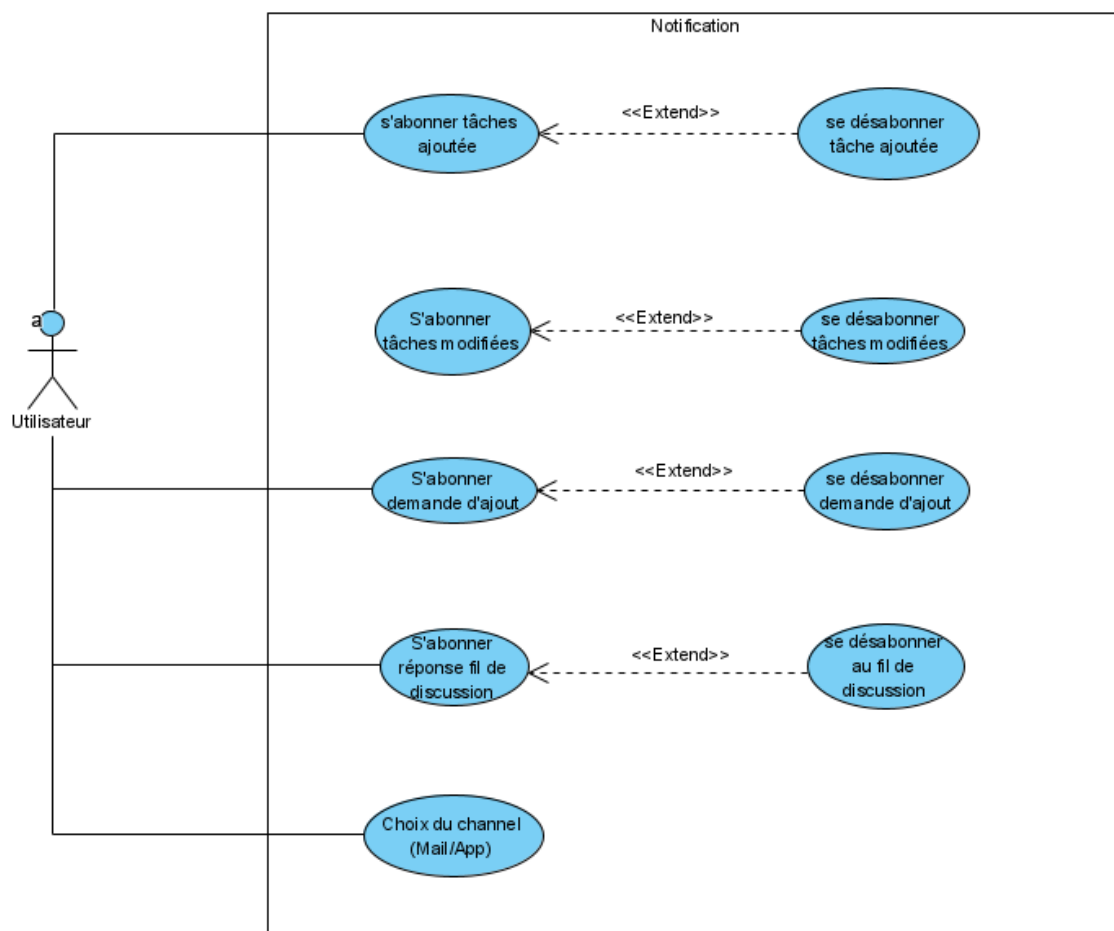 Notification
s'abonner tâches
ajoutée
<<Extend>>
se désabonner
tâche ajoutée
a
Utilisateur
S'abonner
tâches modifiées
<<Extend>>
se désabonner
tâches modifiées
S'abonner
demande d'ajout
<<Extend>>
se désabonner
demande d'ajout
S'abonner
réponse fil de
discussion
<<Extend>>
se désabonner
au fil de
discussion
Choix du channel
(Mail/App)